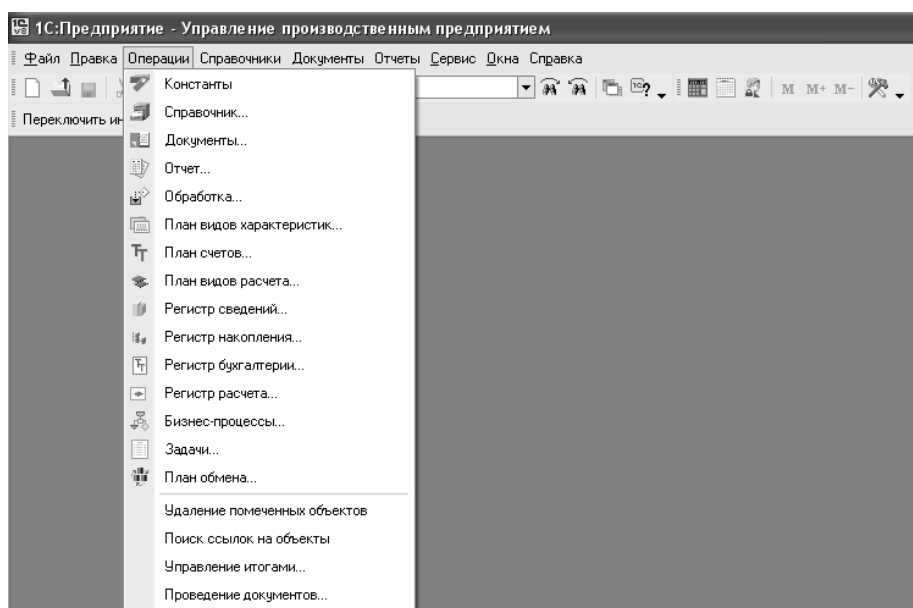 1С:Предприятие - Управление производственным предприятием
Файл Правка Операции Справочники Документы Отчеты Сервис Окна Справка
M M+ M-
Переключить ин
Константы
Справочник...
Документы...
Отчет...
Обработка...
План видов характеристик...
План счетов...
План видов расчета...
Регистр сведений...
Регистр накопления...
Регистр бухгалтерии...
Регистр расчета...
Бизнес-процессы...
Задачи...
План обмена...
Удаление помеченных объектов
Поиск ссылок на объекты
Управление итогами...
Проведение документов...